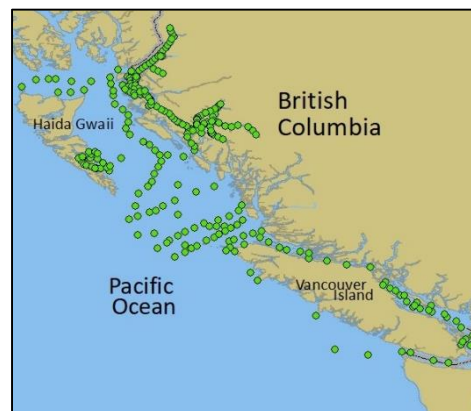 British
Columbia
Haida Gwaii
Pacific
Ocean
Vancouver
Island